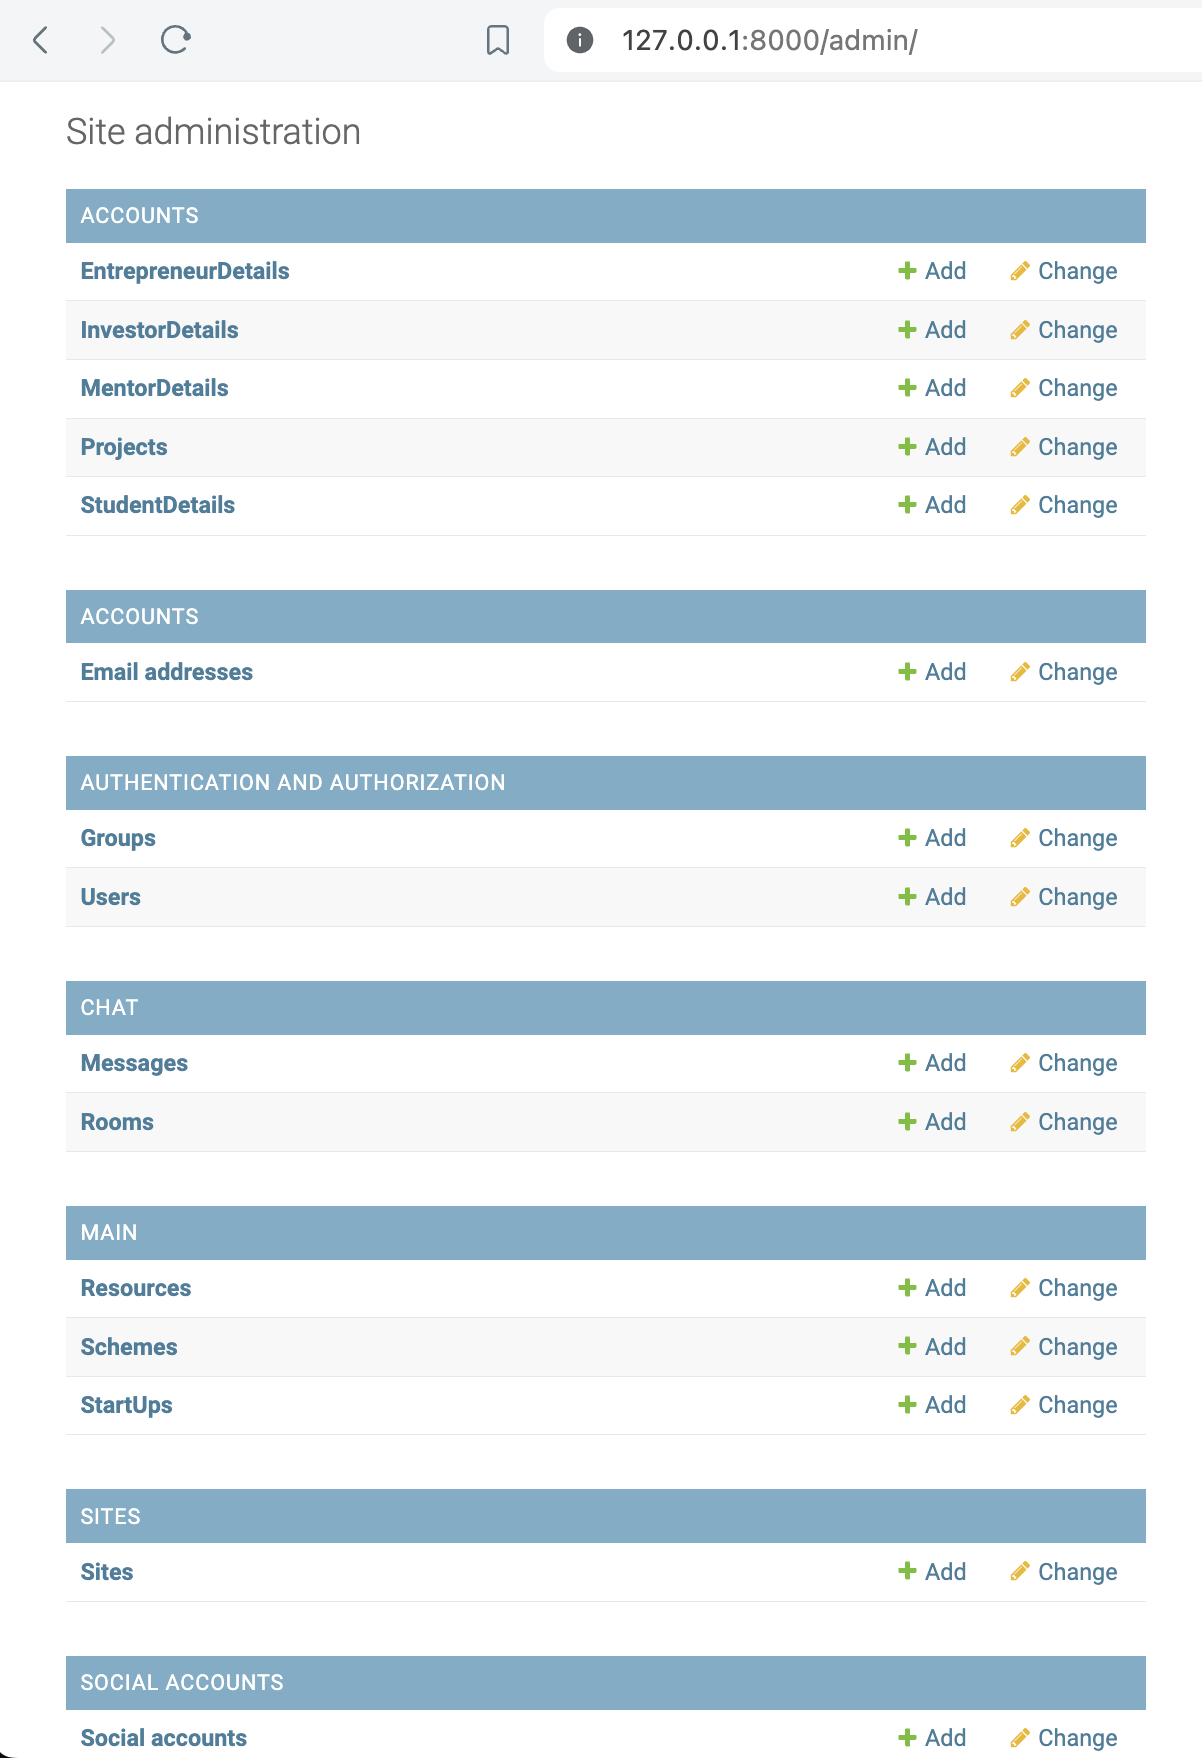 127.0.0.1:8000/admin/
Site administration
ACCOUNTS
EntrepreneurDetails Add Change
InvestorDetails Add Change
MentorDetails Add Change
Projects Add Change
StudentDetails Add Change
ACCOUNTS
Email addresses Add Change
AUTHENTICATION AND AUTHORIZATION
Groups Add Change
Users Add Change
CHAT
Messages Add Change
Rooms Add Change
MAIN
Resources Add Change
Schemes Add Change
StartUps Add Change
SITES
Sites Add Change
SOCIAL ACCOUNTS
Social accounts Add Change